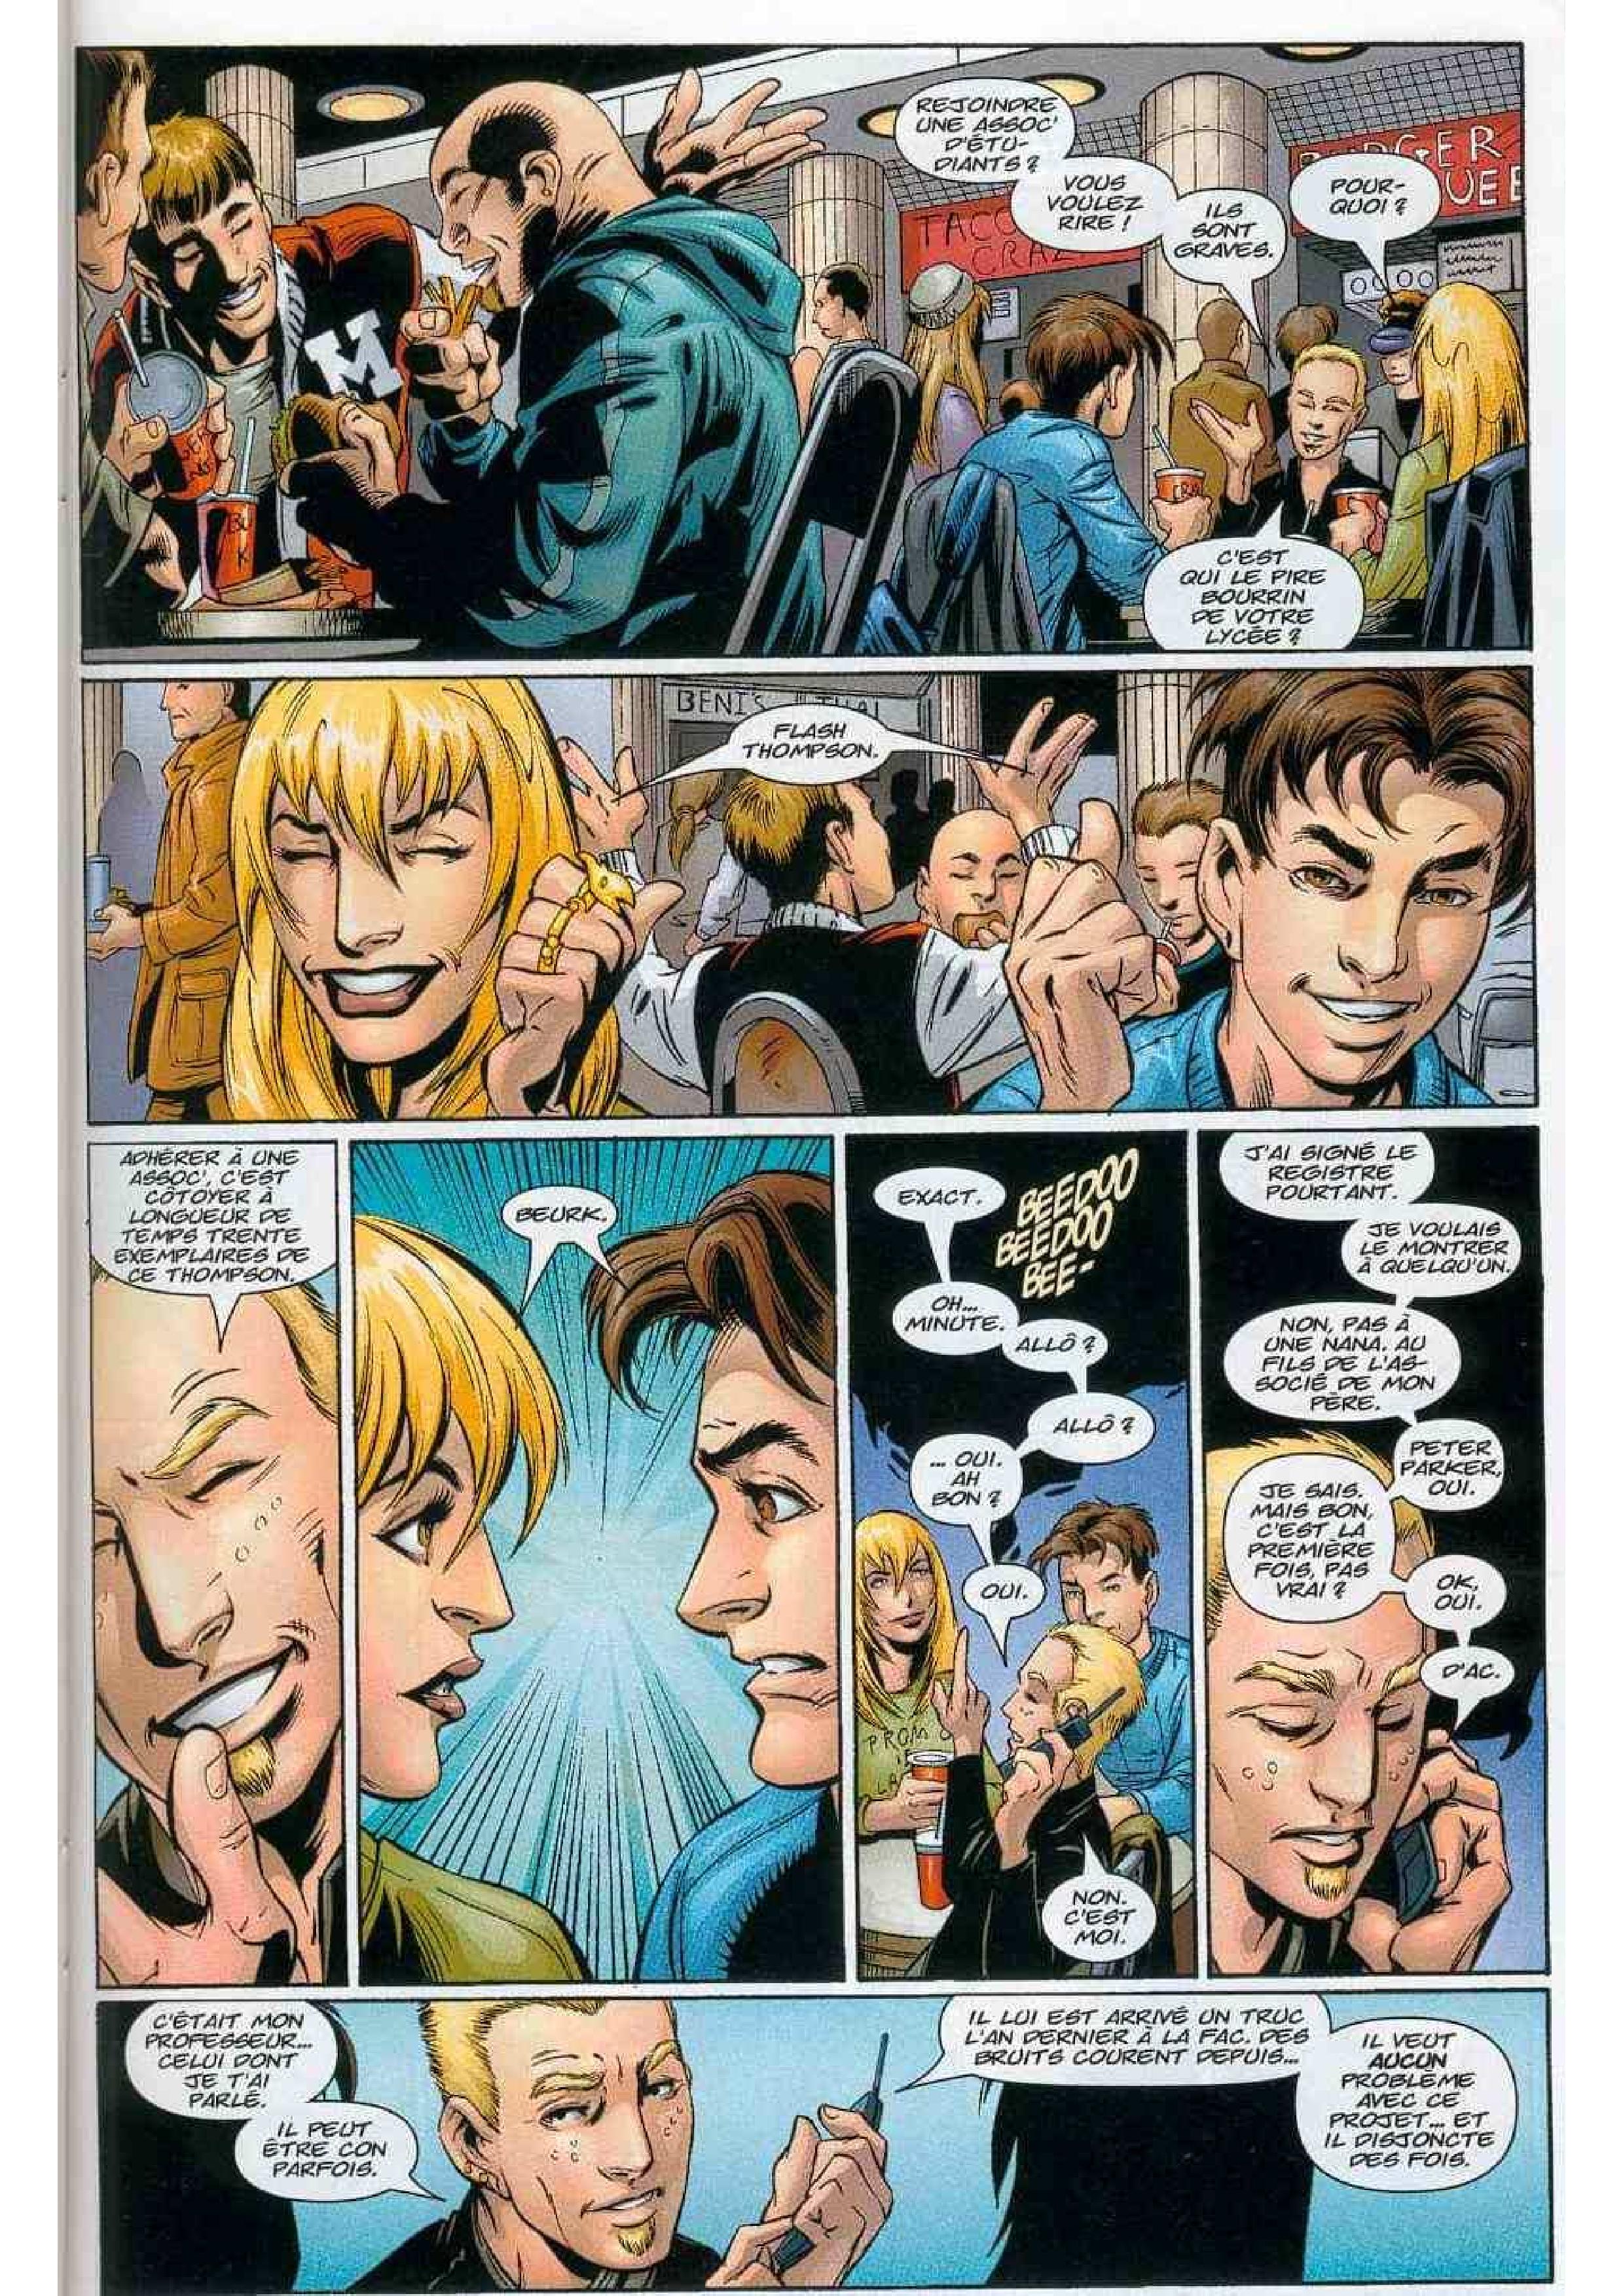 REJOINDRE
UNE ASSOC'
D'ÉTU-
DIANTS ?
VOUS
VOULEZ
RIRE !
ILS
SONT
GRAVES.
POUR-
QUOI ?
TACO
CRAZ
BURGER
M
C'EST
QUI LE PIRE
BOURRIN
DE VOTRE
LYCÉE ?
BENI'S THAI
FLASH
THOMPSON.
ADHÉRER À UNE
ASSOC', C'EST
CÔTOYER À
LONGUEUR DE
TEMPS TRENTE
EXEMPLAIRES DE
CE THOMPSON.
BEURK.
EXACT.
BEEDOO
BEEDOO
BEE-
OH...
MINUTE.
ALLÔ ?
ALLÔ ?
... OUI.
AH
BON ?
OUI.
PROM
NON.
C'EST
MOI.
J'AI SIGNÉ LE
REGISTRE
POURTANT.
JE VOULAIS
LE MONTRER
À QUELQU'UN.
NON, PAS À
UNE NANA. AU
FILS DE L'AS-
SOCIÉ DE MON
PÈRE.
PETER
PARKER,
OUI.
JE SAIS.
MAIS BON,
C'EST LA
PREMIÈRE
FOIS, PAS
VRAI ?
OK,
OUI.
D'AC.
C'ÉTAIT MON
PROFESSEUR...
CELUI DONT
JE T'AI
PARLÉ.
IL PEUT
ÊTRE CON
PARFOIS.
IL LUI EST ARRIVÉ UN TRUC
L'AN DERNIER À LA FAC. DES
BRUITS COURENT DEPUIS...
IL VEUT
AUCUN
PROBLÈME
AVEC CE
PROJET... ET
IL DISJONCTE
DES FOIS.